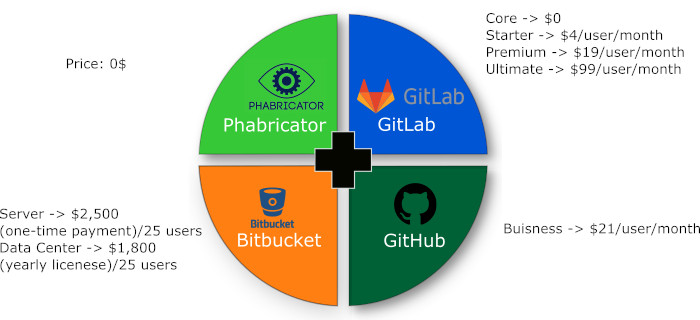 Core -> $0
Starter -> $4/user/month
Premium -> $19/user/month
Ultimate -> $99/user/month
Price: 0$
PHABRICATOR
Phabricator
GitLab
GitLab
Server -> $2,500
(one-time payment)/25 users
Data Center -> $1,800
(yearly licenese)/25 users
Bitbucket
Bitbucket
GitHub
Buisness -> $21/user/month